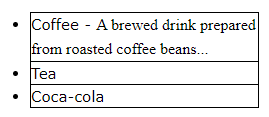 Coffee - A brewed drink prepared
from roasted coffee beans...
Tea
Coca-cola